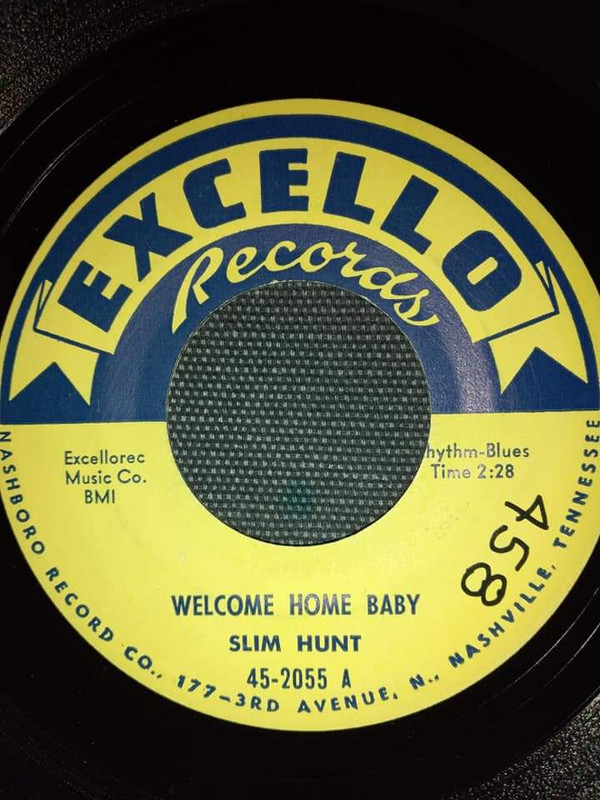 EXCELLO
Records
Excellorec
Music Co.
BMI
hythm-Blues
Time 2:28
458
WELCOME HOME BABY
SLIM HUNT
45-2055 A
NASHBORO RECORD CO., 177-3RD AVENUE, N., NASHVILLE, TENNESSEE